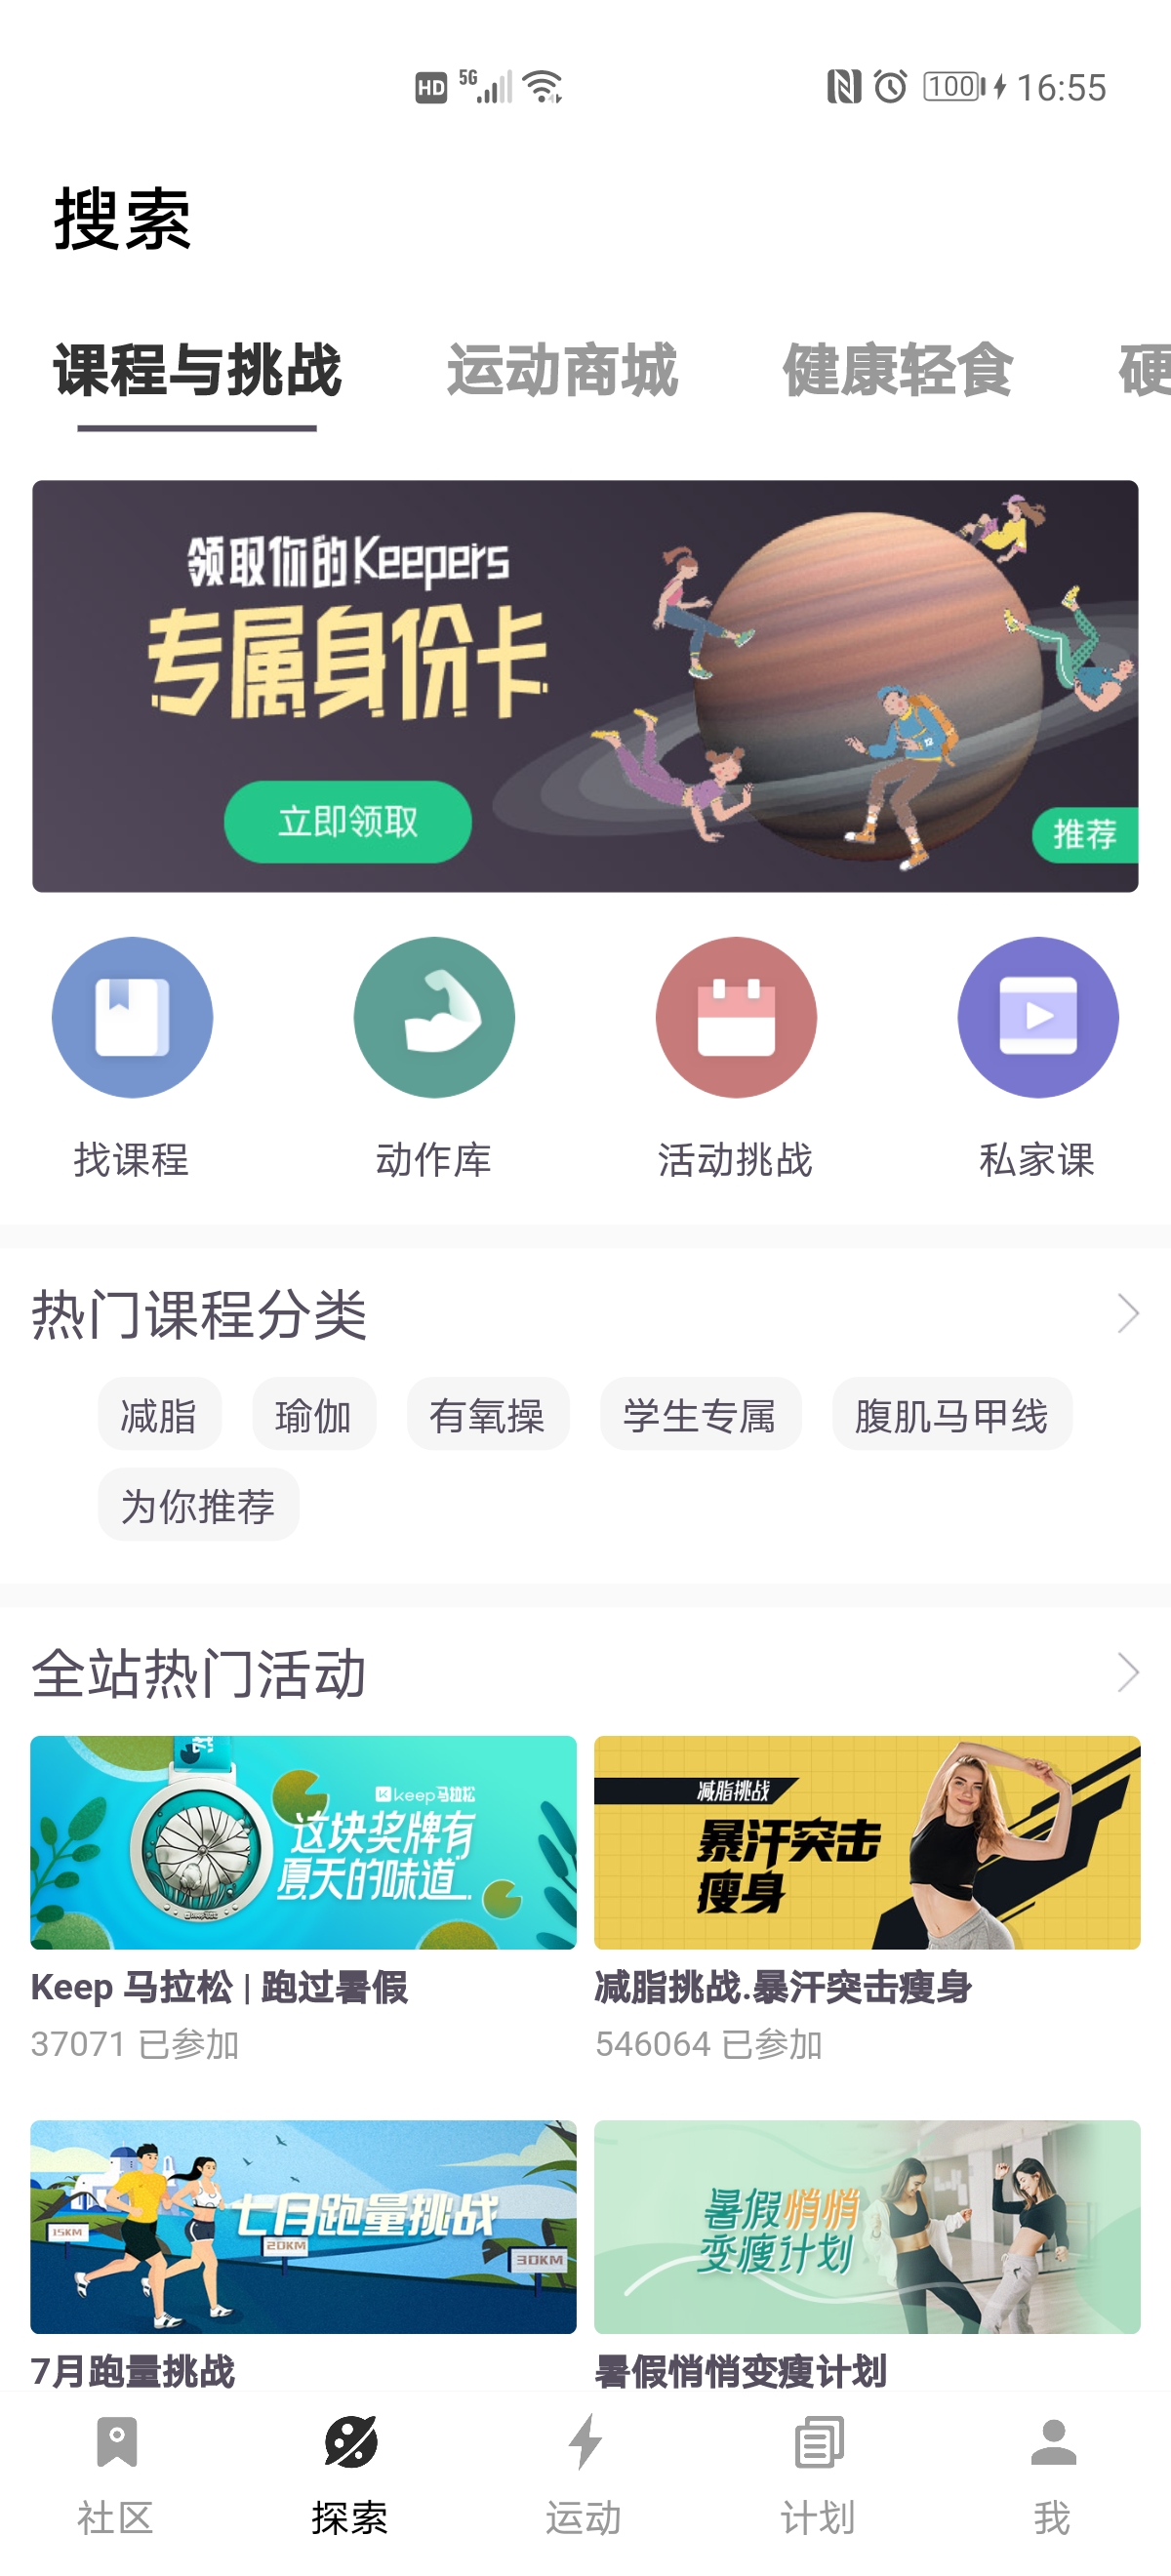 HD 5G 100 16:55
搜索
课程与挑战 运动商城 健康轻食 硬
领取你的Keepers
专属身份卡
立即领取
推荐
找课程 动作库 活动挑战 私家课
热门课程分类
减脂 瑜伽 有氧操 学生专属 腹肌马甲线
为你推荐
全站热门活动
keep马拉松
这块奖牌有
夏天的味道
减脂挑战
暴汗突击
瘦身
Keep 马拉松 | 跑过暑假
减脂挑战.暴汗突击瘦身
37071 已参加
546064 已参加
七月跑量挑战
15KM
20KM
30KM
暑假悄悄
变瘦计划
7月跑量挑战
暑假悄悄变瘦计划
社区 探索 运动 计划 我